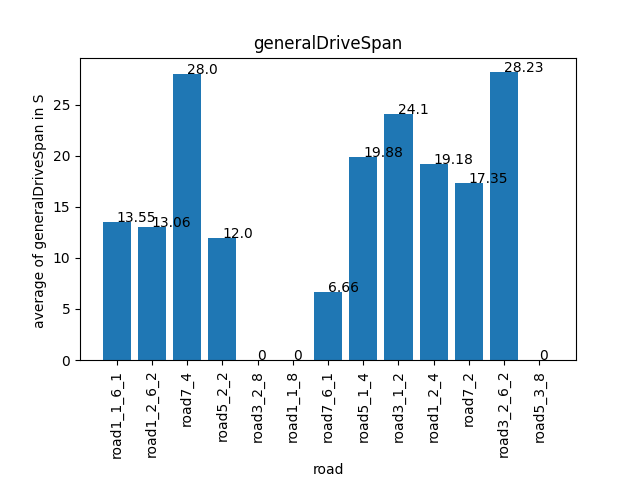 generalDriveSpan
average of generalDriveSpan in S
25
20
15
10
5
0
13.55
13.06
28.0
12.0
0
0
6.66
19.88
24.1
19.18
17.35
28.23
0
road1_1_6_1
road1_2_6_2
road7_4
road5_2_2
road3_2_8
road1_1_8
road7_6_1
road5_1_4
road3_1_2
road1_2_4
road7_2
road3_2_6_2
road5_3_8
road